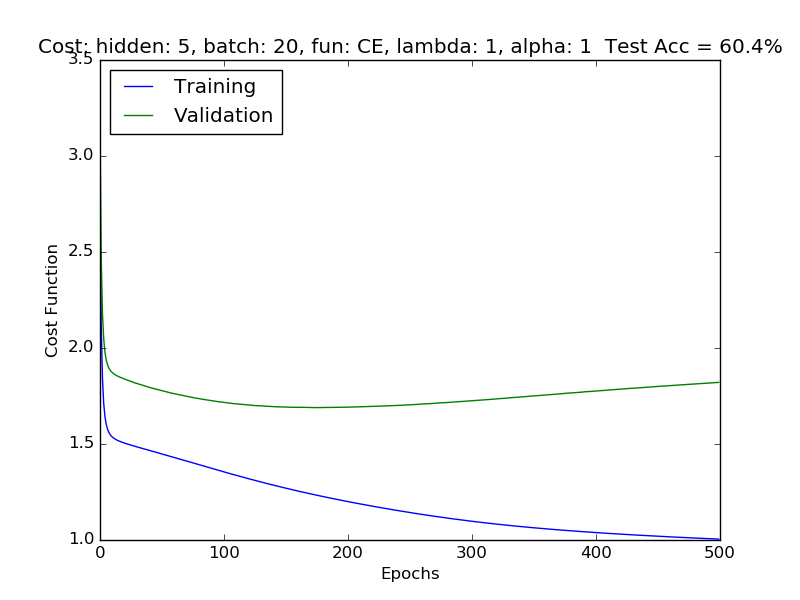 Cost: hidden: 5, batch: 20, fun: CE, lambda: 1, alpha: 1  Test Acc = 60.4%
3.5
Training
Validation
3.0
2.5
Cost Function
2.0
1.5
1.0
0 100 200 300 400 500
Epochs